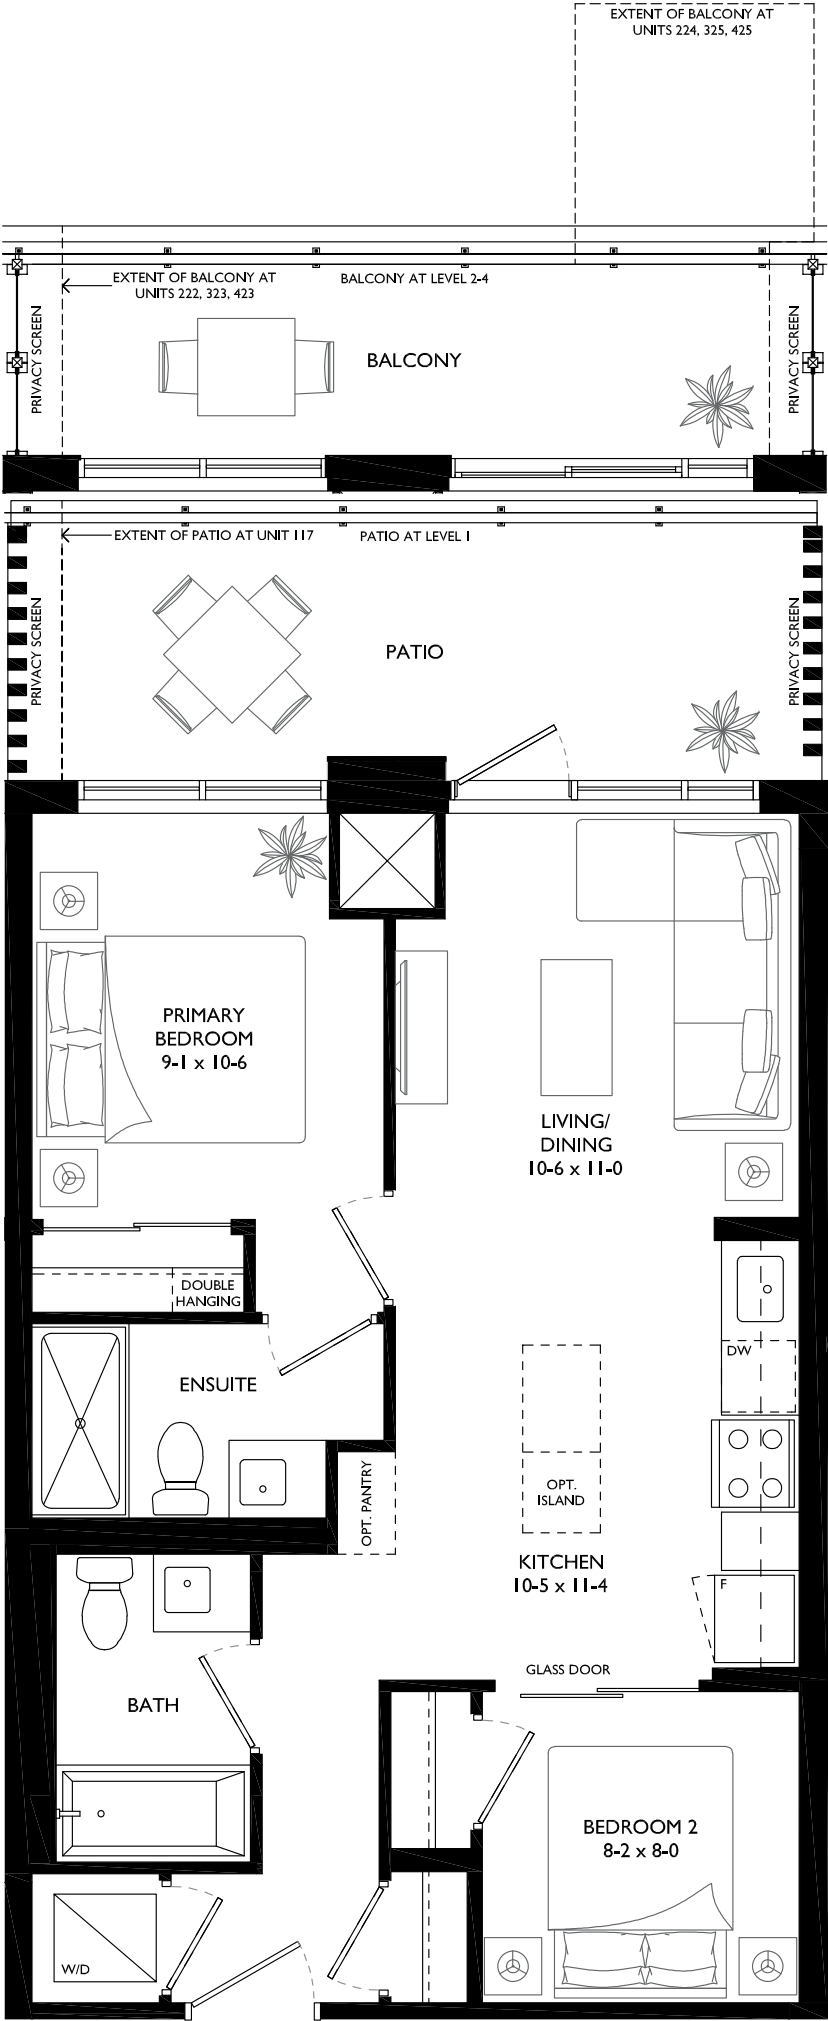 EXTENT OF BALCONY AT
UNITS 224, 325, 425
EXTENT OF BALCONY AT
UNITS 222, 323, 423
BALCONY AT LEVEL 2-4
PRIVACY SCREEN
BALCONY
PRIVACY SCREEN
EXTENT OF PATIO AT UNIT 117
PATIO AT LEVEL 1
PRIVACY SCREEN
PATIO
PRIVACY SCREEN
PRIMARY
BEDROOM
9-1 x 10-6
LIVING/
DINING
10-6 x 11-0
DOUBLE
HANGING
DW
ENSUITE
OPT. PANTRY
OPT.
ISLAND
KITCHEN
10-5 x 11-4
F
GLASS DOOR
BATH
BEDROOM 2
8-2 x 8-0
W/D